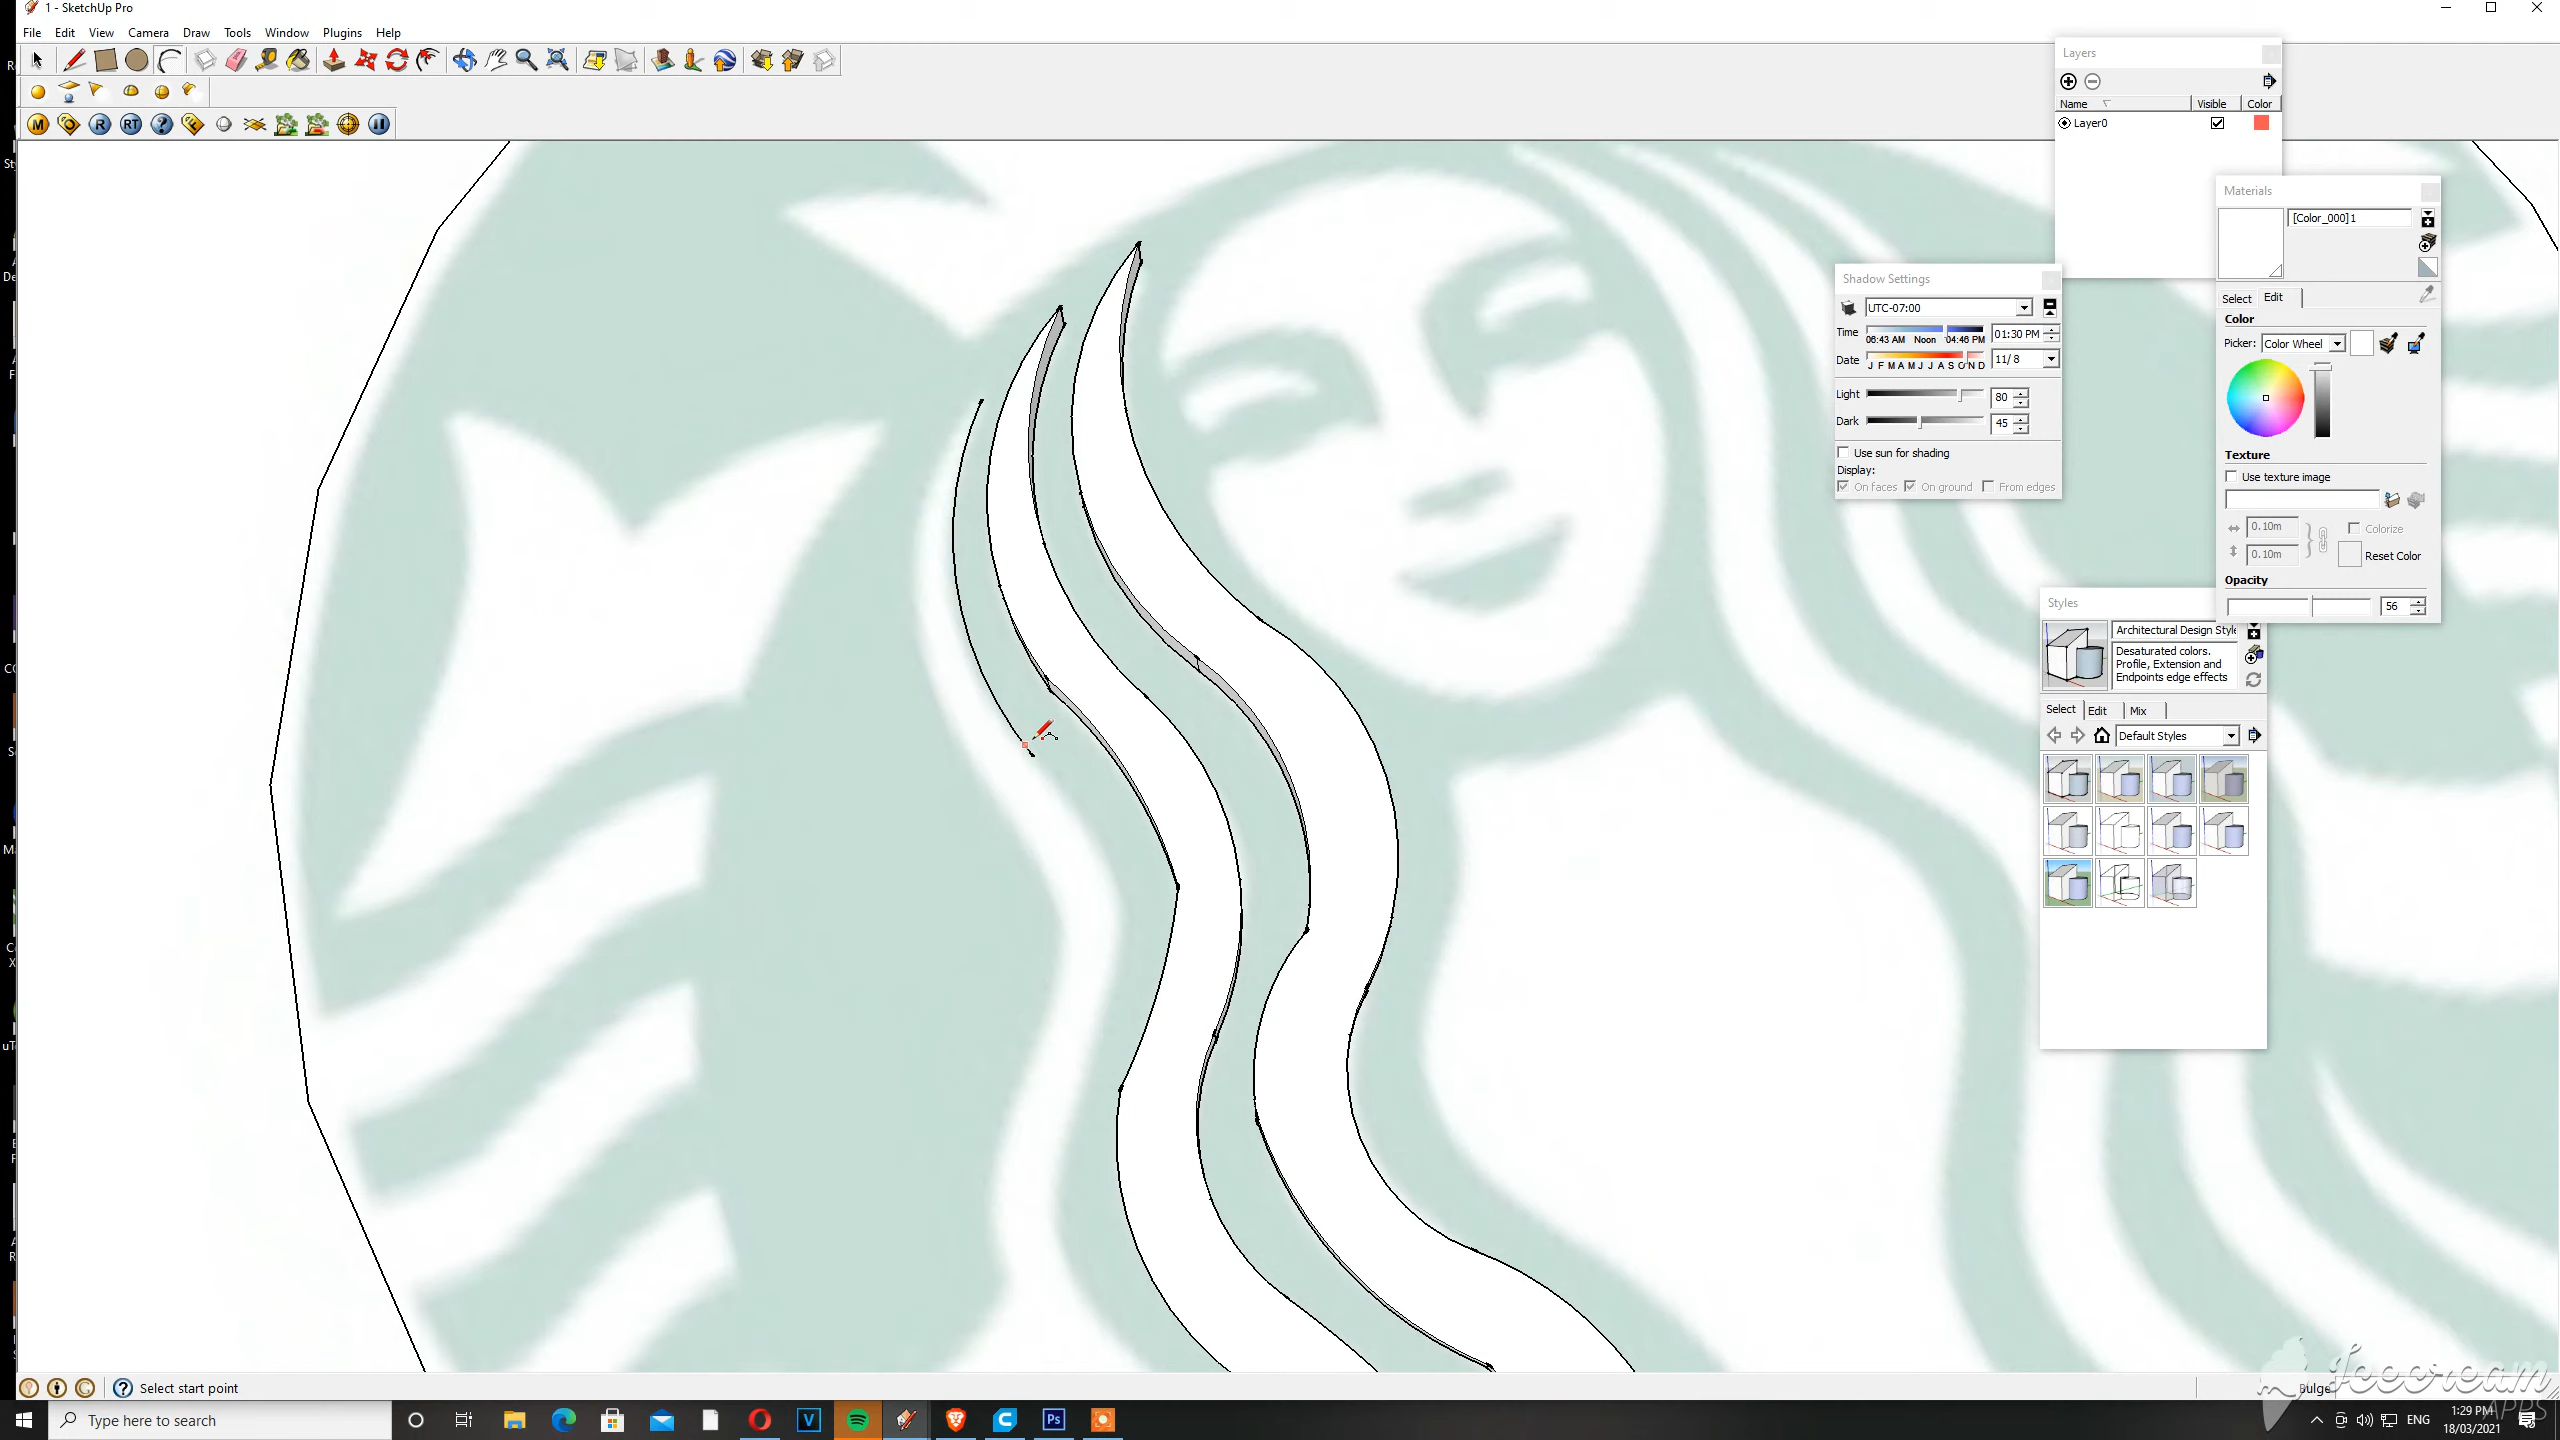 1 - SketchUp Pro
File Edit View Camera Draw Tools Window Plugins Help
M R RT ?
Layers
Name Visible Color
Layer0
Materials
[Color_000]1
Select Edit
Color
Picker: Color Wheel
Texture
Use texture image
0.10m Colorize
0.10m Reset Color
Opacity
56
Shadow Settings
UTC-07:00
Time 06:43 AM Noon 04:46 PM 01:30 PM
Date J F M A M J J A S O N D 11/ 8
Light 80
Dark 45
Use sun for shading
Display:
On faces On ground From edges
Styles
Architectural Design Style
Desaturated colors.
Profile, Extension and
Endpoints edge effects
Select Edit Mix
Default Styles
Select start point
Bulge
Icecream
APPS
Type here to search
V Ps
ENG
1:29 PM
18/03/2021